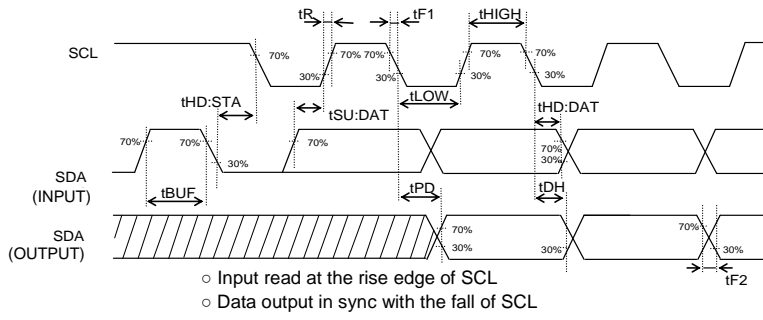 tR tF1 tHIGH
SCL 70% 70% 70% 70% 70%
30% 30% 30% 30%
tHD:STA tLOW
tSU:DAT tHD:DAT
70% 70% 70% 70%
30% 30%
SDA
(INPUT)
tBUF tPD tDH
SDA
(OUTPUT)
70% 70%
30% 30% 30%
tF2
○ Input read at the rise edge of SCL
○ Data output in sync with the fall of SCL